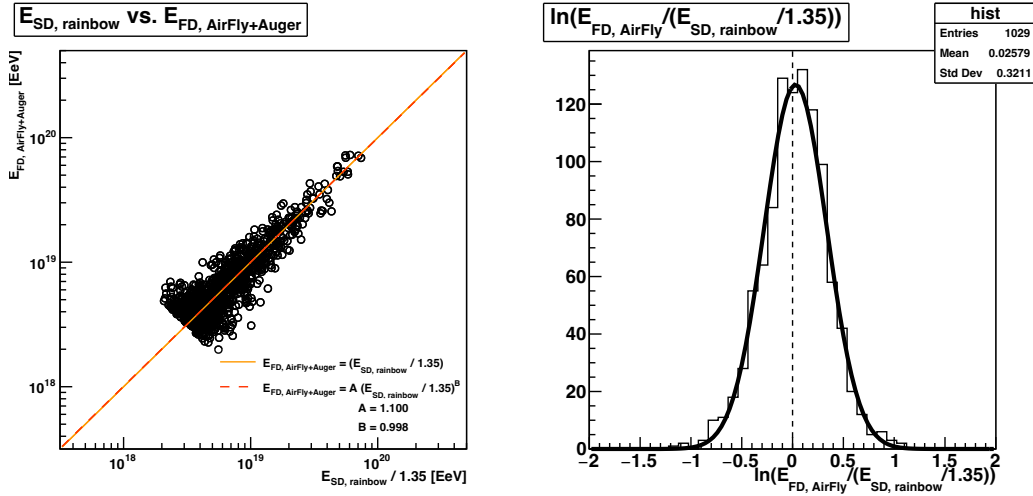 E_SD, rainbow vs. E_FD, AirFly+Auger
E_FD, AirFly+Auger [EeV]
10^20
10^19
10^18
E_FD, AirFly+Auger = (E_SD, rainbow / 1.35)
E_FD, AirFly+Auger = A (E_SD, rainbow / 1.35)^B
A = 1.100
B = 0.998
10^18 10^19 10^20
E_SD, rainbow / 1.35 [EeV]
ln(E_FD, AirFly/(E_SD, rainbow/1.35))
hist
Entries 1029
Mean 0.02579
Std Dev 0.3211
120
100
80
60
40
20
0
−2 −1.5 −1 −0.5 0 0.5 1 1.5 2
ln(E_FD, AirFly/(E_SD, rainbow/1.35))